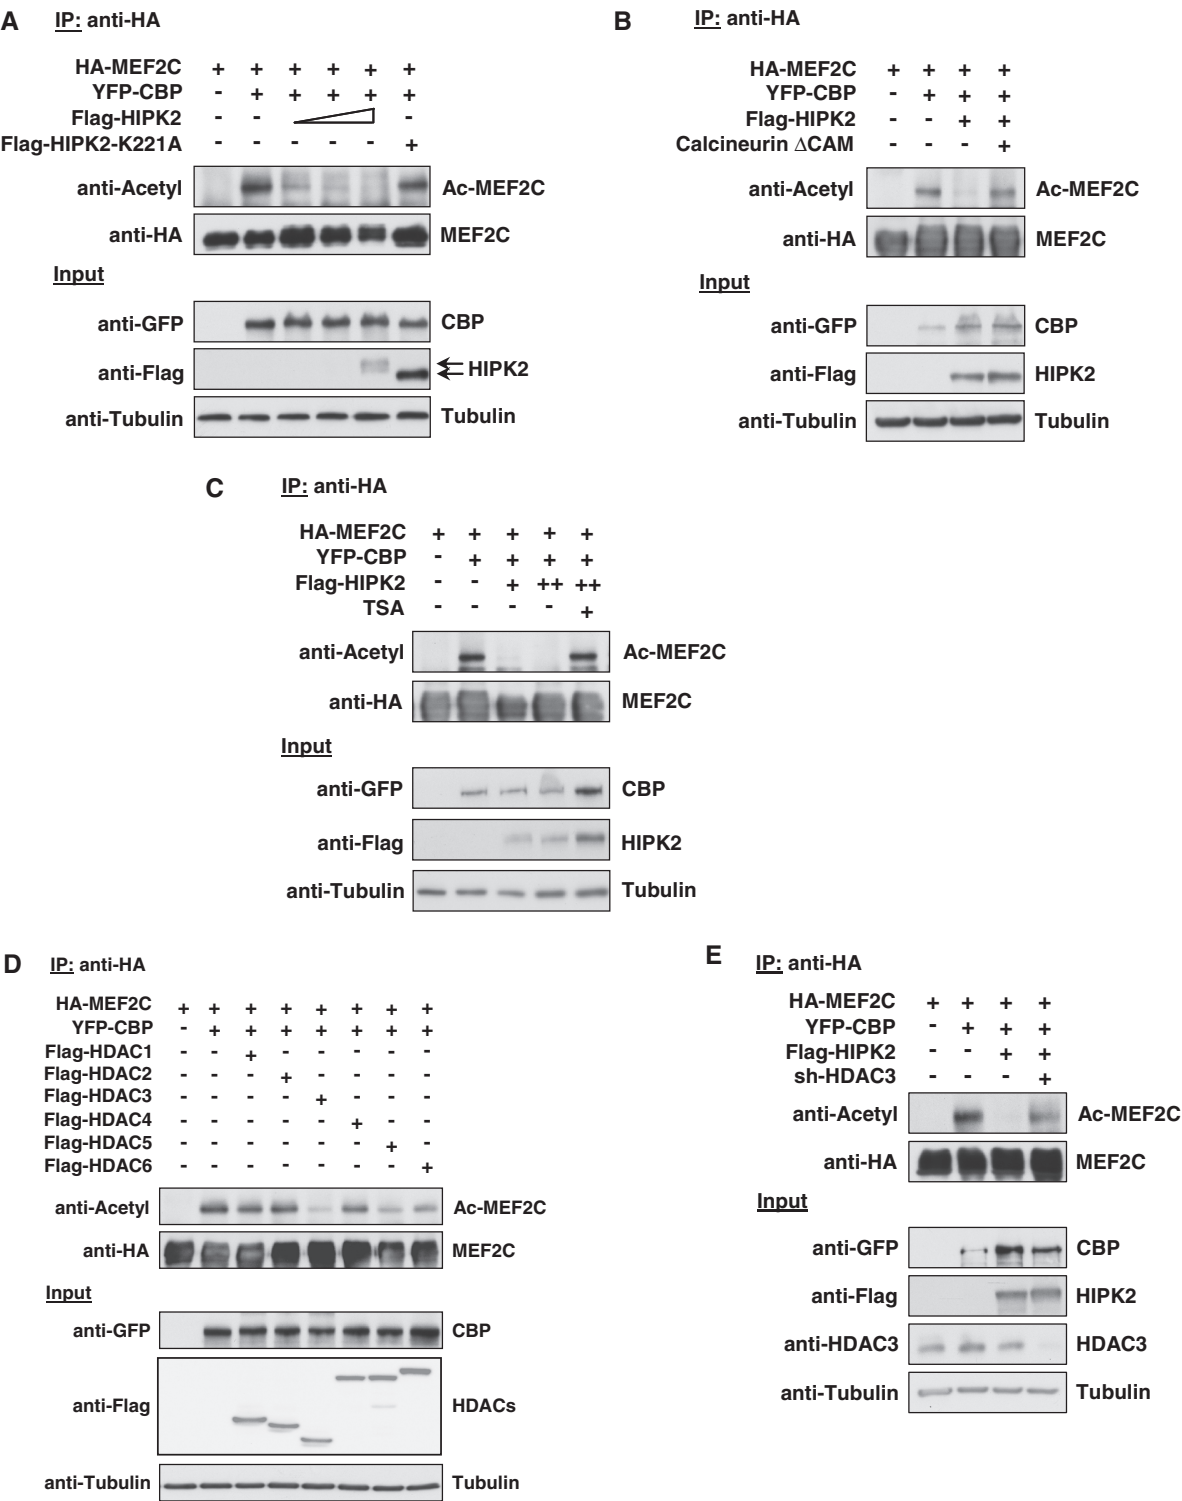 A IP: anti-HA
HA-MEF2C + + + + + +
YFP-CBP - + + + + +
Flag-HIPK2 - - -
Flag-HIPK2-K221A - - - - - +
anti-Acetyl Ac-MEF2C
anti-HA MEF2C
Input
anti-GFP CBP
anti-Flag HIPK2
anti-Tubulin Tubulin
B IP: anti-HA
HA-MEF2C + + + +
YFP-CBP - + + +
Flag-HIPK2 - - + +
Calcineurin ΔCAM - - - +
anti-Acetyl Ac-MEF2C
anti-HA MEF2C
Input
anti-GFP CBP
anti-Flag HIPK2
anti-Tubulin Tubulin
C IP: anti-HA
HA-MEF2C + + + + +
YFP-CBP - + + + +
Flag-HIPK2 - - + ++ ++
TSA - - - - +
anti-Acetyl Ac-MEF2C
anti-HA MEF2C
Input
anti-GFP CBP
anti-Flag HIPK2
anti-Tubulin Tubulin
D IP: anti-HA
HA-MEF2C + + + + + + + +
YFP-CBP - + + + + + + +
Flag-HDAC1 - - + - - - - -
Flag-HDAC2 - - - + - - - -
Flag-HDAC3 - - - - + - - -
Flag-HDAC4 - - - - - + - -
Flag-HDAC5 - - - - - - + -
Flag-HDAC6 - - - - - - - +
anti-Acetyl Ac-MEF2C
anti-HA MEF2C
Input
anti-GFP CBP
anti-Flag HDACs
anti-Tubulin Tubulin
E IP: anti-HA
HA-MEF2C + + + +
YFP-CBP - + + +
Flag-HIPK2 - - + +
sh-HDAC3 - - - +
anti-Acetyl Ac-MEF2C
anti-HA MEF2C
Input
anti-GFP CBP
anti-Flag HIPK2
anti-HDAC3 HDAC3
anti-Tubulin Tubulin